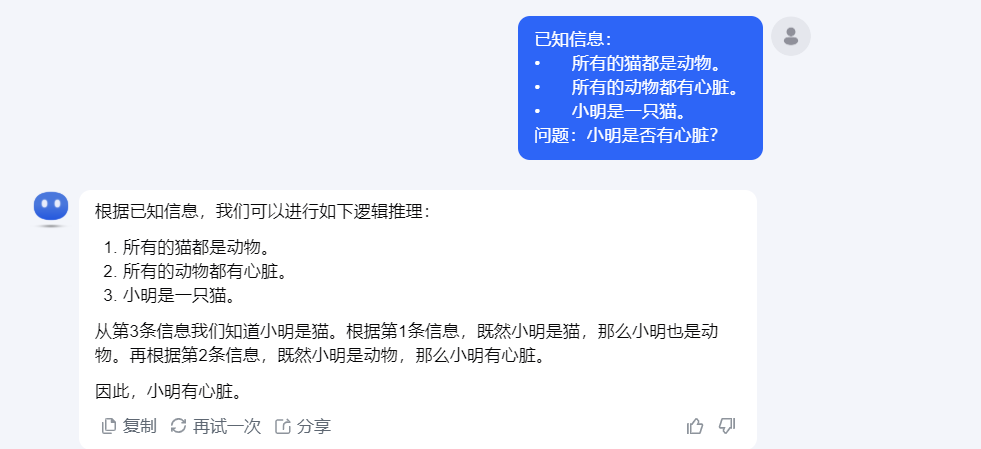 已知信息：
• 所有的猫都是动物。
• 所有的动物都有心脏。
• 小明是一只猫。
问题：小明是否有心脏？
根据已知信息，我们可以进行如下逻辑推理：
1. 所有的猫都是动物。
2. 所有的动物都有心脏。
3. 小明是一只猫。
从第3条信息我们知道小明是猫。根据第1条信息，既然小明是猫，那么小明也是动
物。再根据第2条信息，既然小明是动物，那么小明有心脏。
因此，小明有心脏。
复制 再试一次 分享